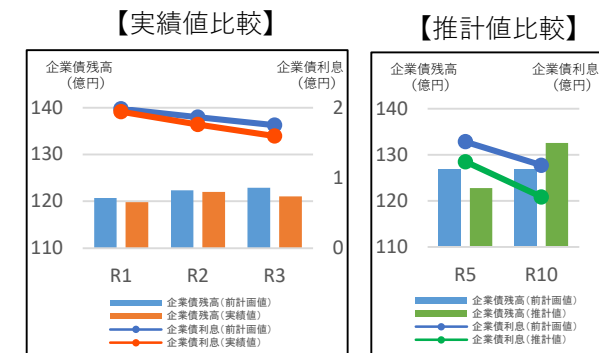 【実績値比較】
企業債残高
（億円）
企業債利息
（億円）
140
130
120
110
2
1
0
R1 R2 R3
企業債残高（前計画値）
企業債残高（実績値）
企業債利息（前計画値）
企業債利息（実績値）
【推計値比較】
企業債残高
（億円）
企業債利息
（億円）
140
130
120
110
R5 R10
企業債残高（前計画値）
企業債残高（推計値）
企業債利息（前計画値）
企業債利息（推計値）